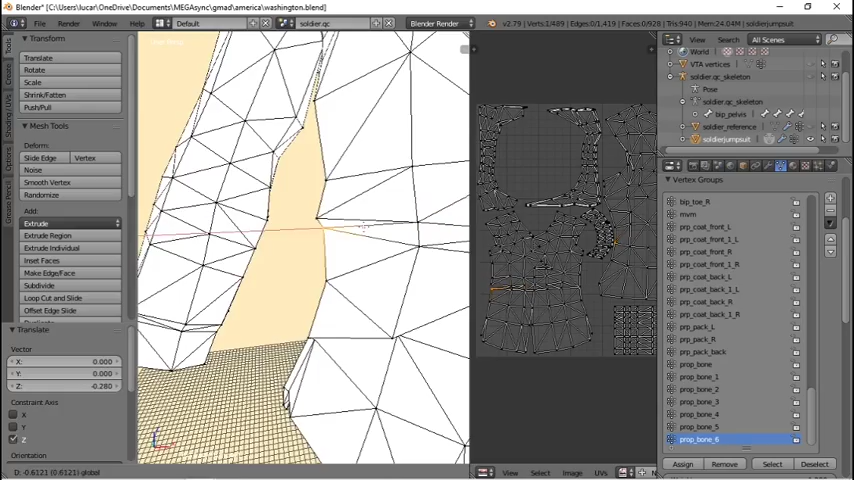 Blender* [C:\Users\lucar\OneDrive\Documents\MEGAsync\gmad\america\washington.blend]
File Render Window Help Default soldier.qc Blender Render v2.79 | Verts:1/489 | Edges:0/1,419 | Faces:0/928 | Tris:940 | Mem:24.04M | soldierjumpsuit
Tools
Create
Shading / UVs
Options
Grease Pencil
Transform
Translate
Rotate
Scale
Shrink/Fatten
Push/Pull
Mesh Tools
Deform:
Slide Edge Vertex
Noise
Smooth Vertex
Randomize
Add:
Extrude
Extrude Region
Extrude Individual
Inset Faces
Make Edge/Face
Subdivide
Loop Cut and Slide
Offset Edge Slide
Translate
Vector
X: 0.000
Y: 0.000
Z: -0.280
Constraint Axis
X
Y
Z
Orientation
D: -0.6121 (0.6121) global
Select Image UVs
View Search All Scenes
World
VTA vertices
soldier.qc_skeleton
Pose
soldier.qc_skeleton
bip_pelvis
soldier_reference
soldierjumpsuit
Vertex Groups
bip_toe_R
mvm
prp_coat_front_L
prp_coat_front_1_L
prp_coat_front_R
prp_coat_front_1_R
prp_coat_back_L
prp_coat_back_1_L
prp_coat_back_R
prp_coat_back_1_R
prp_pack_L
prp_pack_R
prp_pack_back
prop_bone
prop_bone_1
prop_bone_2
prop_bone_3
prop_bone_4
prop_bone_5
prop_bone_6
Assign Remove Select Deselect
View